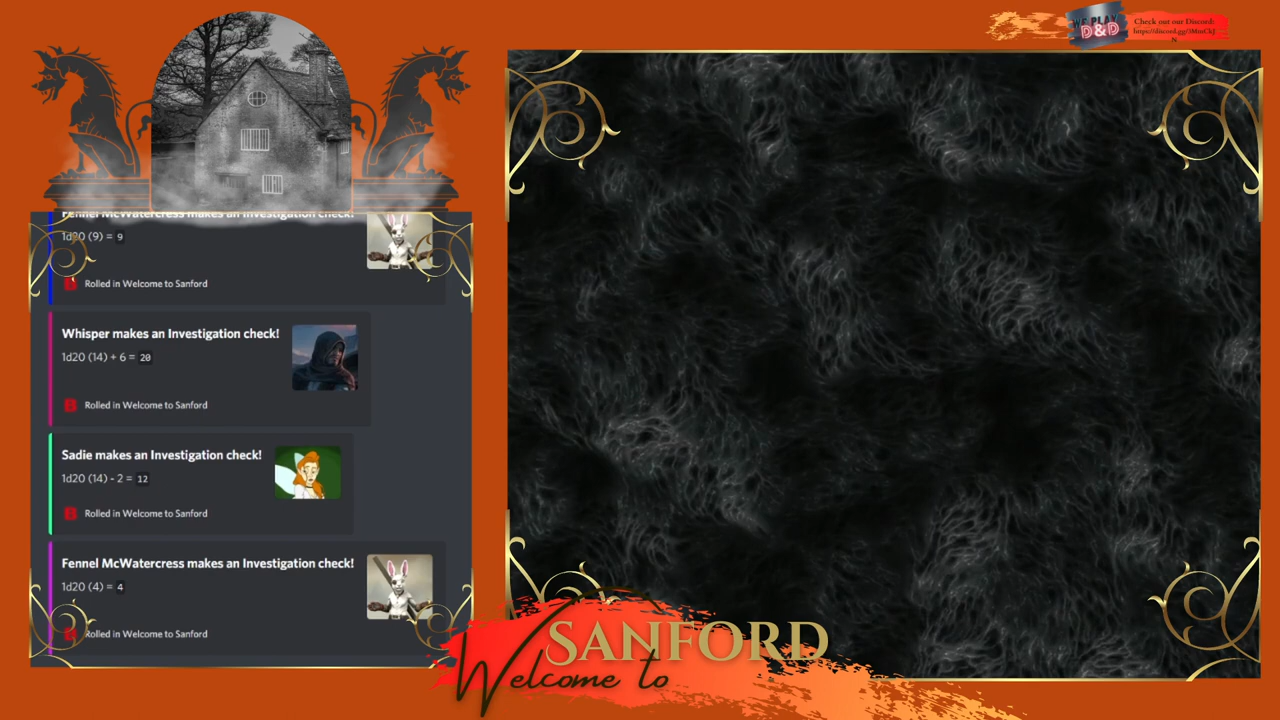 WE PLAY
D&D
Check out our Discord:
Fennel McWatercress makes an Investigation check!
1d20 (9) = 9
Rolled in Welcome to Sanford
Whisper makes an Investigation check!
1d20 (14) + 6 = 20
Rolled in Welcome to Sanford
Sadie makes an Investigation check!
1d20 (14) - 2 = 12
Rolled in Welcome to Sanford
Fennel McWatercress makes an Investigation check!
1d20 (4) = 4
Rolled in Welcome to Sanford
Welcome to
SANFORD